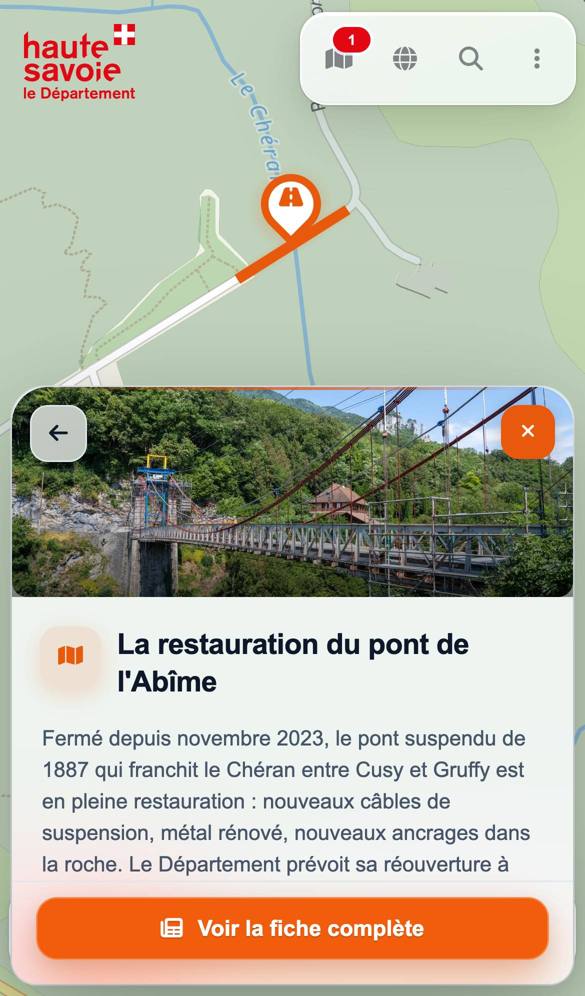 haute
savoie
le Département
1
Le Chéran
La restauration du pont de
l'Abîme
Fermé depuis novembre 2023, le pont suspendu de
1887 qui franchit le Chéran entre Cusy et Gruffy est
en pleine restauration : nouveaux câbles de
suspension, métal rénové, nouveaux ancrages dans
la roche. Le Département prévoit sa réouverture à
Voir la fiche complète